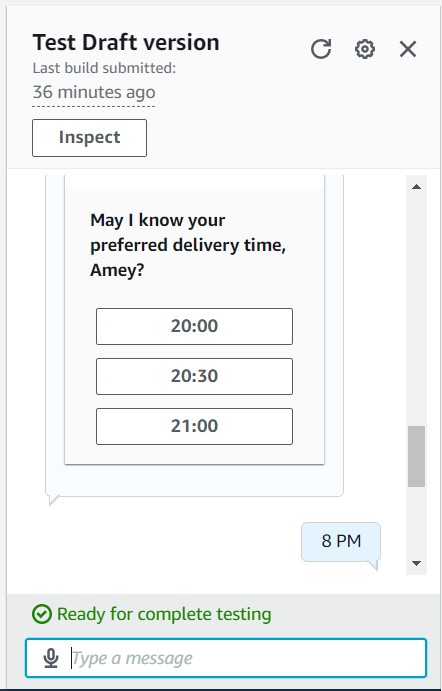 Test Draft version
Last build submitted:
36 minutes ago
Inspect
May I know your
preferred delivery time,
Amey?
20:00
20:30
21:00
8 PM
Ready for complete testing
Type a message